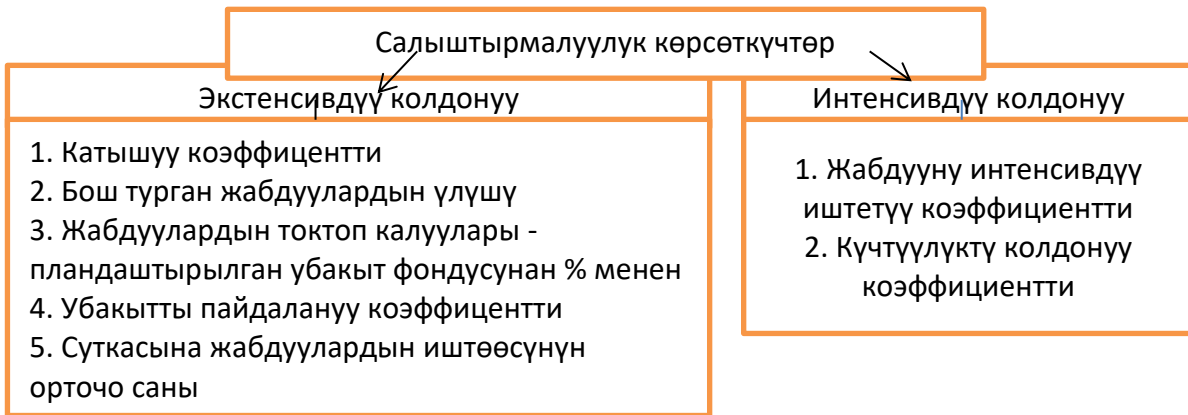 Салыштырмалуулук көрсөткүчтөр
Экстенсивдүү колдонуу
1. Катышуу коэффицентти
2. Бош турган жабдуулардын үлүшү
3. Жабдуулардын токтоп калуулары -
пландаштырылган убакыт фондусунан % менен
4. Убакытты пайдалануу коэффицентти
5. Суткасына жабдуулардын иштөөсүнүн
орточо саны
Интенсивдүү колдонуу
1. Жабдууну интенсивдүү
иштетүү коэффициентти
2. Күчтүүлүктү колдонуу
коэффициентти